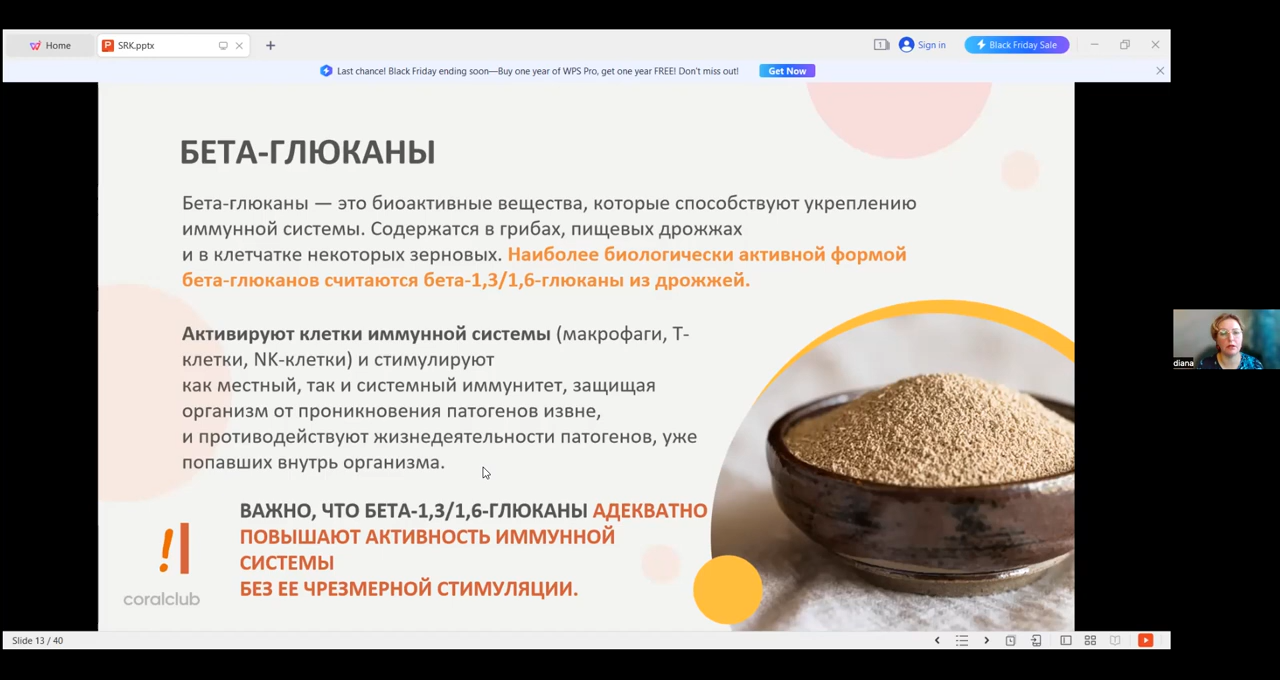 Home
SRK.pptx
1
Sign in
Black Friday Sale
Last chance! Black Friday ending soon—Buy one year of WPS Pro, get one year FREE! Don't miss out!
Get Now
БЕТА-ГЛЮКАНЫ
Бета-глюканы — это биоактивные вещества, которые способствуют укреплению
иммунной системы. Содержатся в грибах, пищевых дрожжах
и в клетчатке некоторых зерновых. Наиболее биологически активной формой
бета-глюканов считаются бета-1,3/1,6-глюканы из дрожжей.
Активируют клетки иммунной системы (макрофаги, Т-
клетки, NK-клетки) и стимулируют
как местный, так и системный иммунитет, защищая
организм от проникновения патогенов извне,
и противодействуют жизнедеятельности патогенов, уже
попавших внутрь организма.
ВАЖНО, ЧТО БЕТА-1,3/1,6-ГЛЮКАНЫ АДЕКВАТНО
ПОВЫШАЮТ АКТИВНОСТЬ ИММУННОЙ
СИСТЕМЫ
БЕЗ ЕЕ ЧРЕЗМЕРНОЙ СТИМУЛЯЦИИ.
!
coralclub
diana
Slide 13 / 40